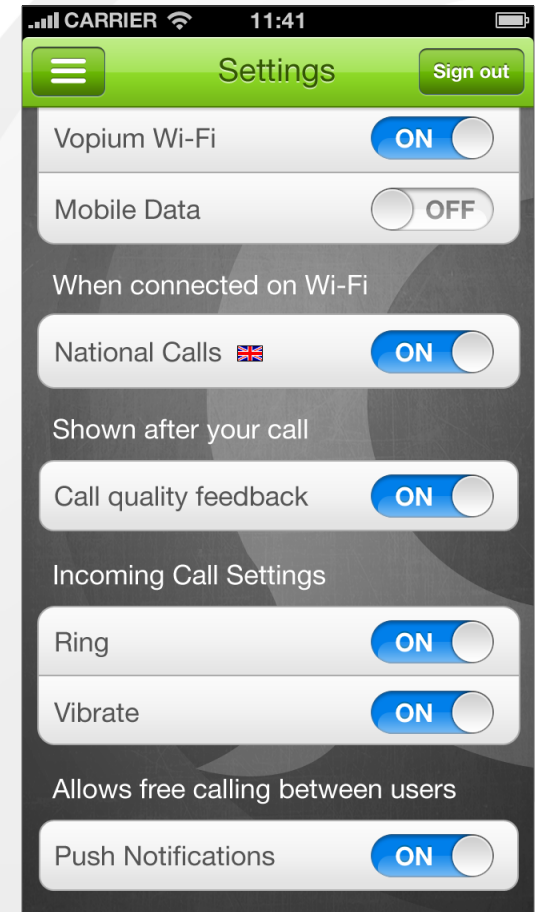 CARRIER 11:41
Settings Sign out
Vopium Wi-Fi ON
Mobile Data OFF
When connected on Wi-Fi
National Calls ON
Shown after your call
Call quality feedback ON
Incoming Call Settings
Ring ON
Vibrate ON
Allows free calling between users
Push Notifications ON